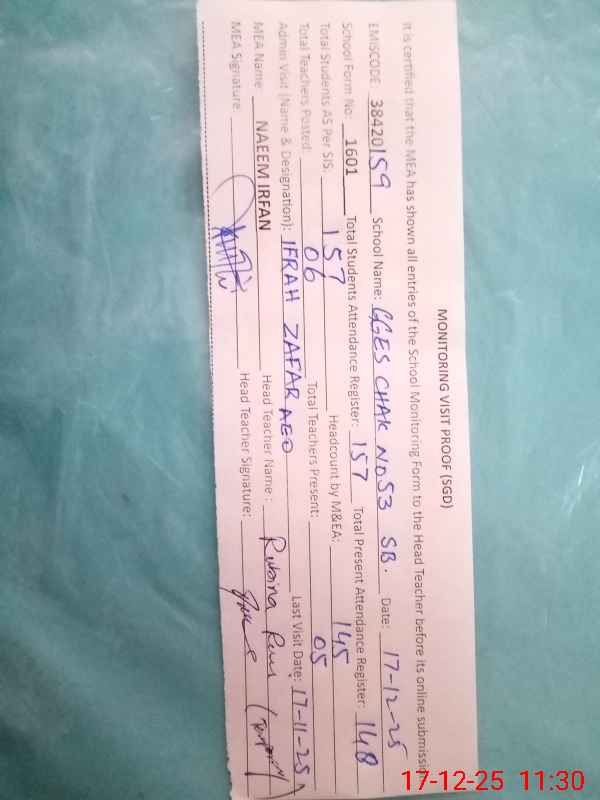 MONITORING VISIT PROOF (SGD)
It is certified that the MEA has shown all entries of the School Monitoring Form to the Head Teacher before its online submissi
EMISCODE 38420159 School Name: GGES CHAK NO53 SB. Date: 17-12-25
School Form No: 1601 Total Students Attendance Register: 157 Total Present Attendance Register: 148
Total Students AS Per SIS: 157 Headcount by M&EA: 145
Total Teachers Posted: 06 Total Teachers Present: 05
Admin Visit (Name & Designation): IFRAH ZAFAR AEO Last Visit Date: 17-11-25
MEA Name: NAEEM IRFAN Head Teacher Name: Rubina
MEA Signature: Head Teacher Signature:
17-12-25 11:30